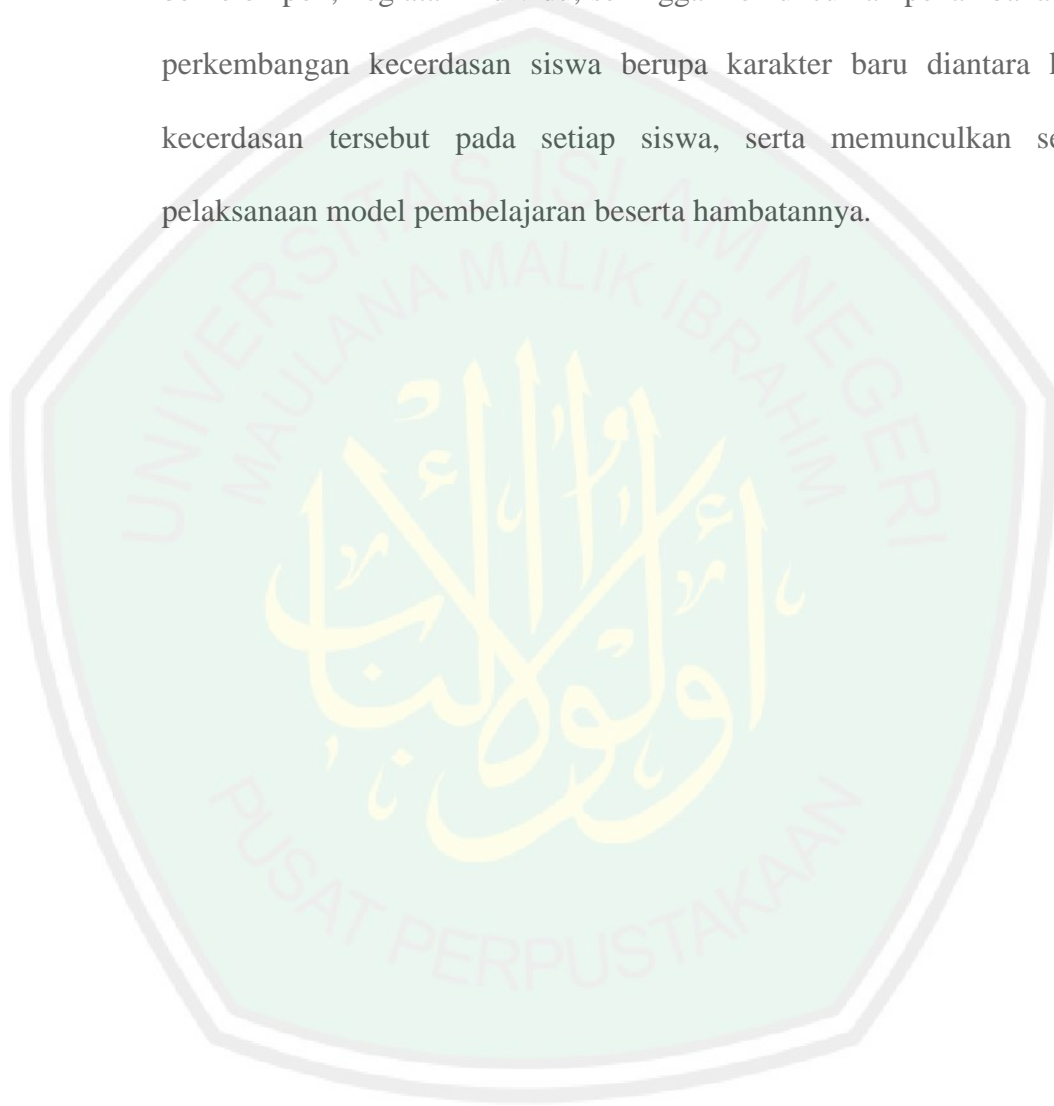 perkembangan kecerdasan siswa berupa karakter baru diantara
kecerdasan tersebut pada setiap siswa, serta memunculkan
pelaksanaan model pembelajaran beserta hambatannya.
UNIVERSITAS ISLAM NEGERI
MAULANA MALIK IBRAHIM
أولوا الألباب
PUSAT PERPUSTAKAAN